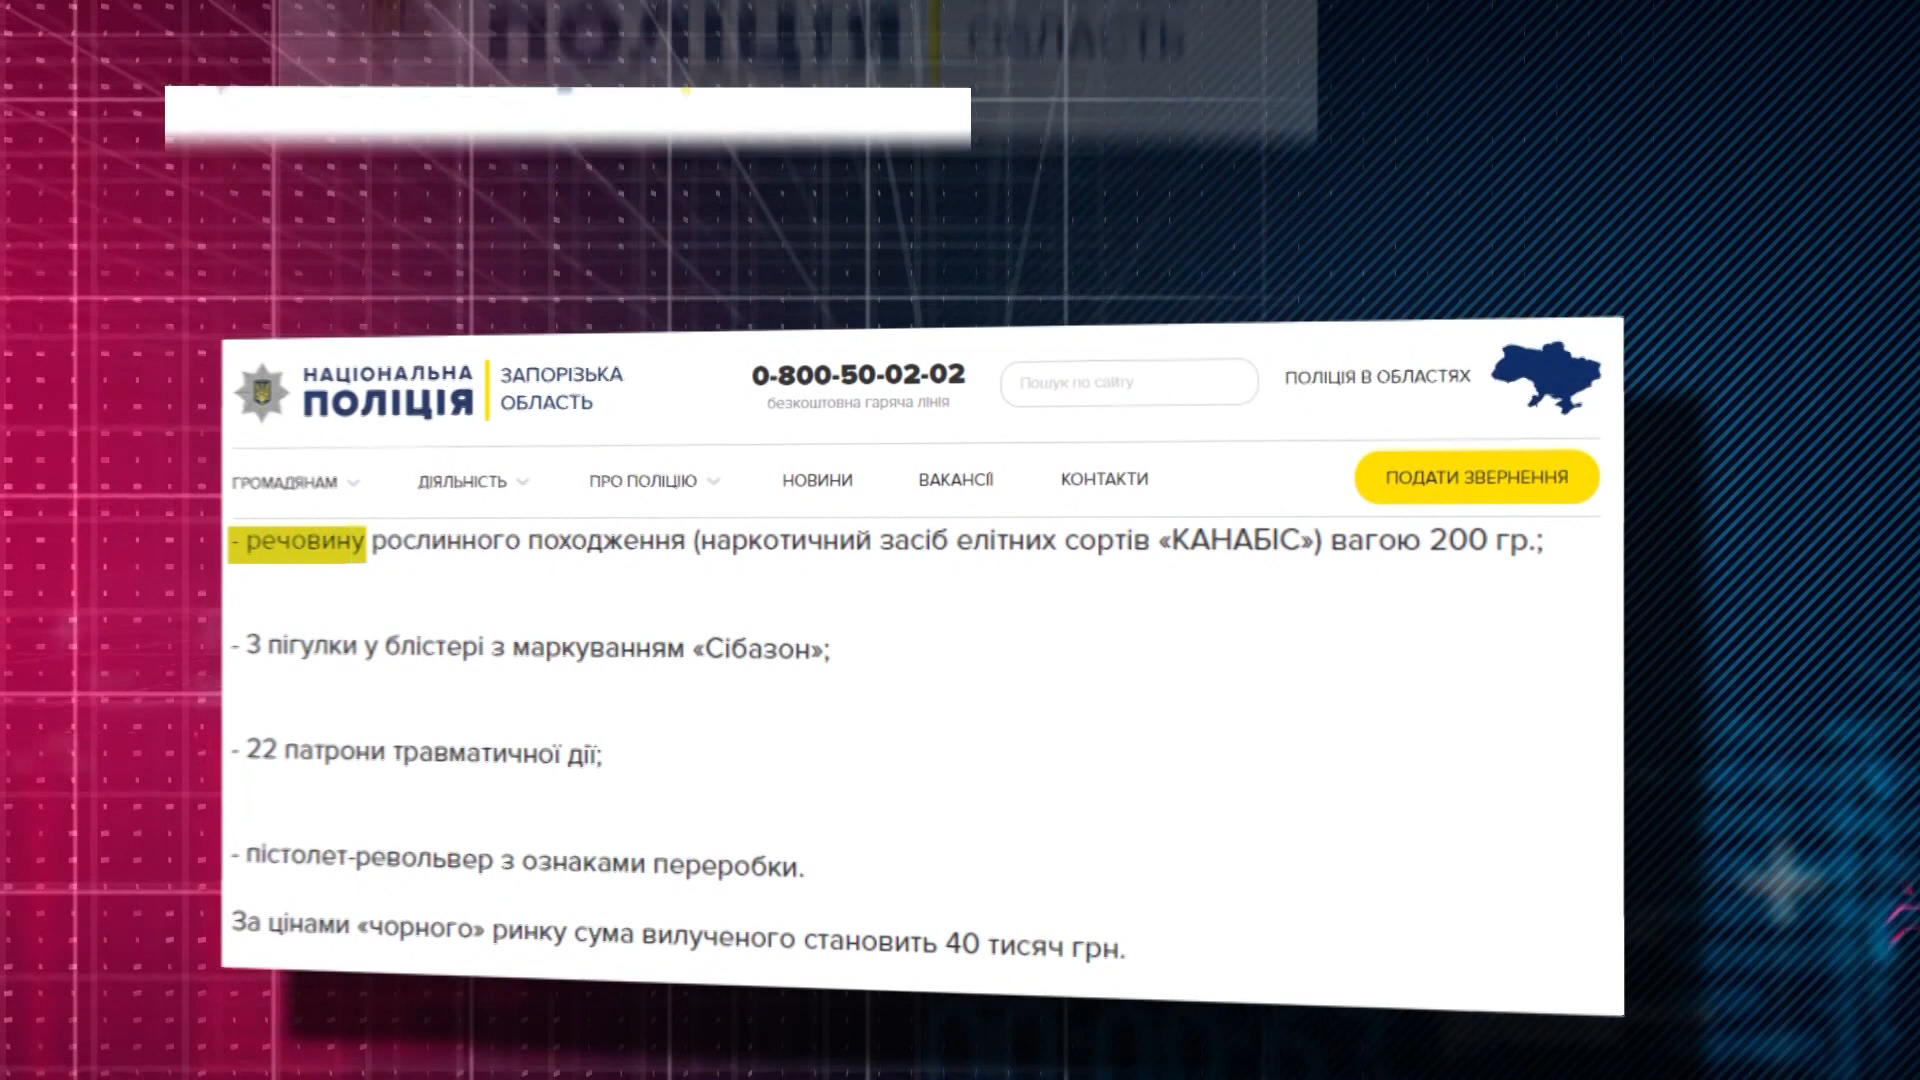 ПОЛІЦІЯ
ОБЛАСТЬ
НАЦІОНАЛЬНА
ПОЛІЦІЯ
ЗАПОРІЗЬКА
ОБЛАСТЬ
0-800-50-02-02
безкоштовна гаряча лінія
Пошук по сайту
ПОЛІЦІЯ В ОБЛАСТЯХ
ГРОМАДЯНАМ ДІЯЛЬНІСТЬ ПРО ПОЛІЦІЮ НОВИНИ ВАКАНСІЇ КОНТАКТИ ПОДАТИ ЗВЕРНЕННЯ
- речовину рослинного походження (наркотичний засіб елітних сортів «КАНАБІС») вагою 200 гр.;
- 3 пігулки у блістері з маркуванням «Сібазон»;
- 22 патрони травматичної дії;
- пістолет-револьвер з ознаками переробки.
За цінами «чорного» ринку сума вилученого становить 40 тисяч грн.